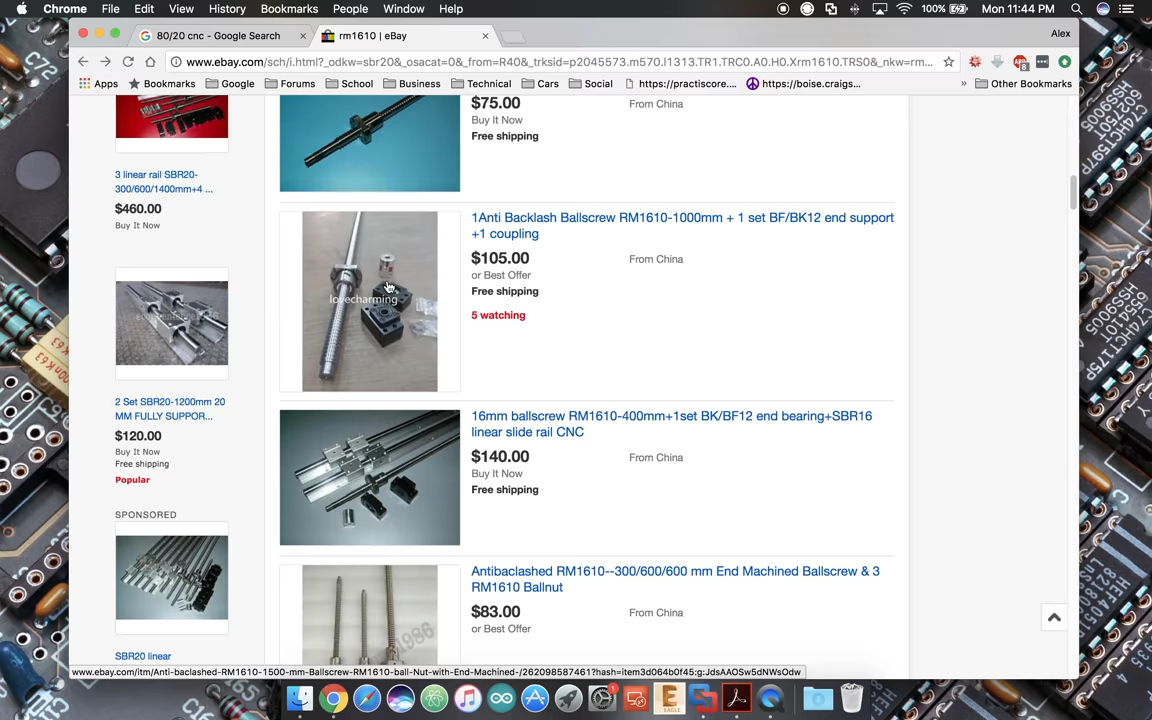 Chrome File Edit View History Bookmarks People Window Help 100% Mon 11:44 PM
80/20 cnc - Google Search rm1610 | eBay Alex
www.ebay.com/sch/i.html?_odkw=sbr20&_osacat=0&_from=R40&_trksid=p2045573.m570.l1313.TR1.TRC0.A0.H0.Xrm1610.TRS0&_nkw=rm...
Apps Bookmarks Google Forums School Business Technical Cars Social https://practiscore.... https://boise.craigs... » Other Bookmarks
3 linear rail SBR20-
300/600/1400mm+4 ...
$460.00
Buy It Now
2 Set SBR20-1200mm 20
MM FULLY SUPPOR...
$120.00
Buy It Now
Free shipping
Popular
SPONSORED
SBR20 linear
$75.00 From China
Buy It Now
Free shipping
1Anti Backlash Ballscrew RM1610-1000mm + 1 set BF/BK12 end support
+1 coupling
$105.00 From China
or Best Offer
Free shipping
5 watching
lovecharming
16mm ballscrew RM1610-400mm+1set BK/BF12 end bearing+SBR16
linear slide rail CNC
$140.00 From China
Buy It Now
Free shipping
Antibaclashed RM1610--300/600/600 mm End Machined Ballscrew & 3
RM1610 Ballnut
$83.00 From China
or Best Offer
www.ebay.com/itm/Anti-baclashed-RM1610-1500-mm-Ballscrew-RM1610-ball-Nut-with-End-Machined-/262098587461?hash=item3d064b0f45:g:JdsAAOSw5dNWsOdw